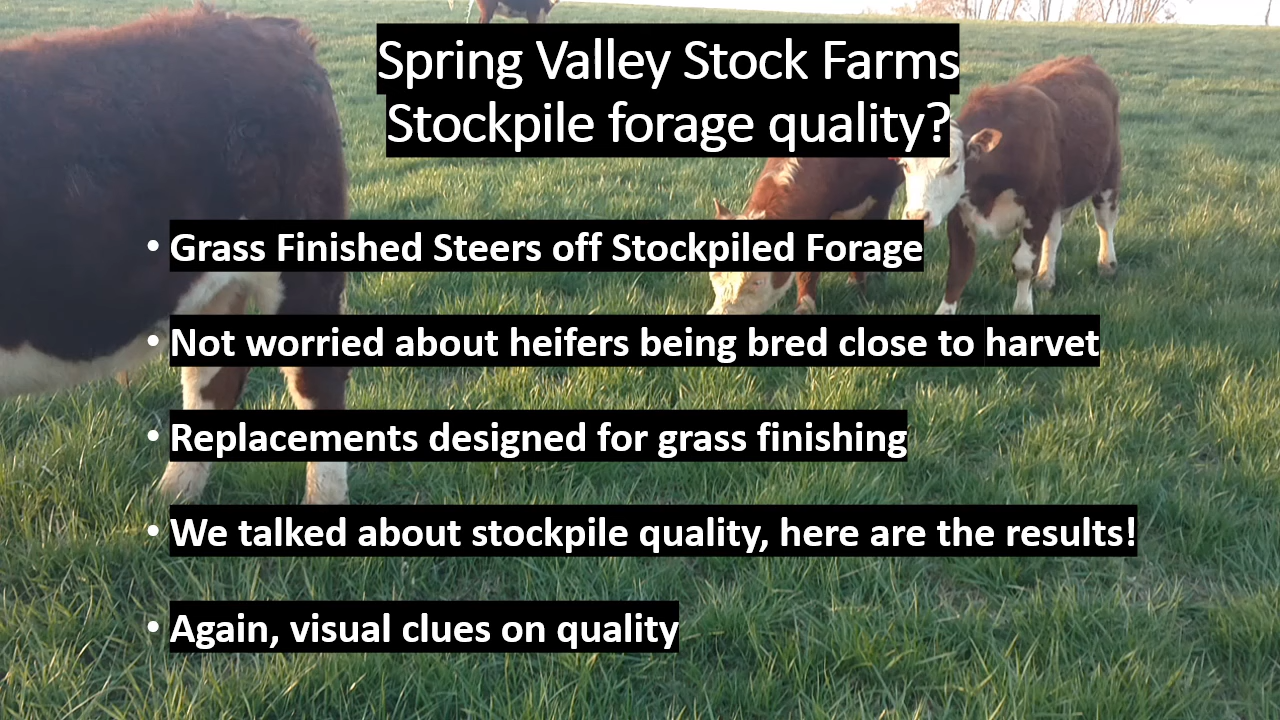 Spring Valley Stock Farms
Stockpile forage quality?
• Grass Finished Steers off Stockpiled Forage
• Not worried about heifers being bred close to harvet
• Replacements designed for grass finishing
• We talked about stockpile quality, here are the results!
• Again, visual clues on quality